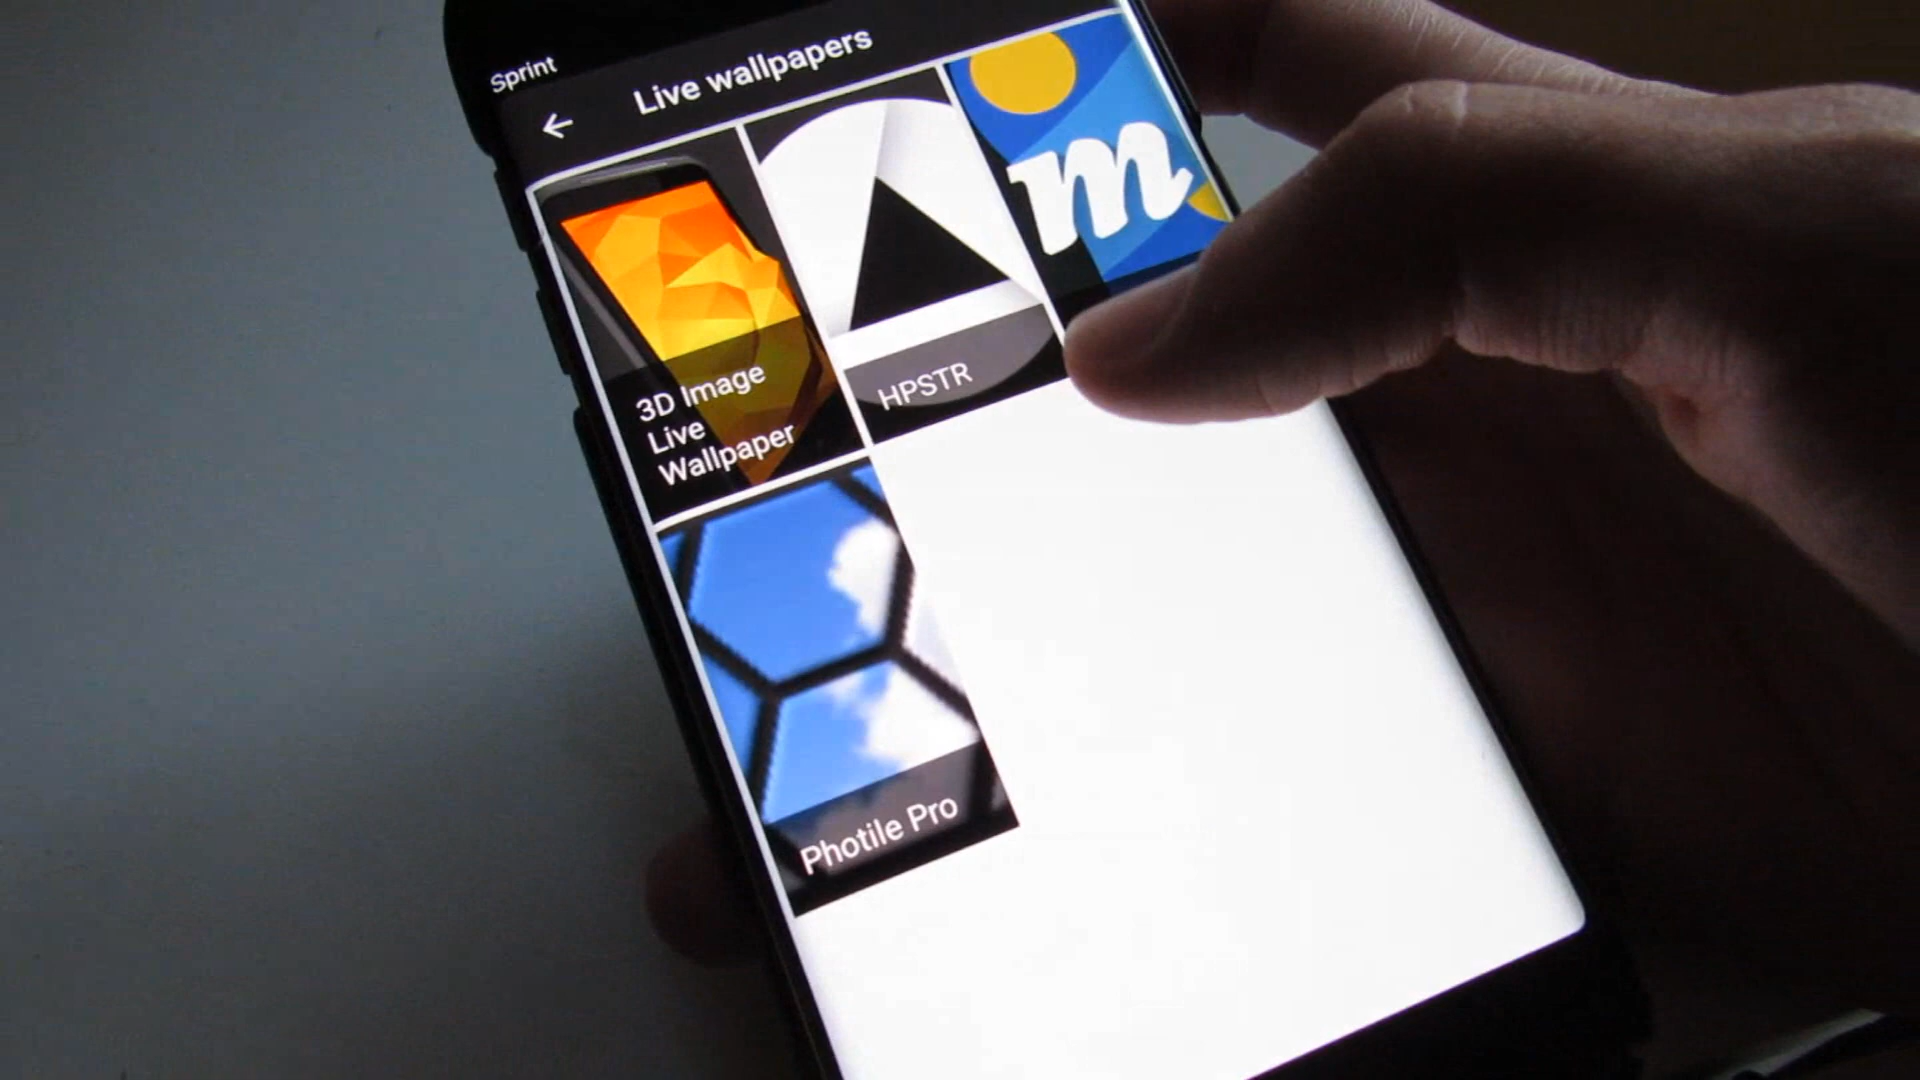 Sprint
Live wallpapers
m
3D Image
Live
Wallpaper
HPSTR
Photile Pro